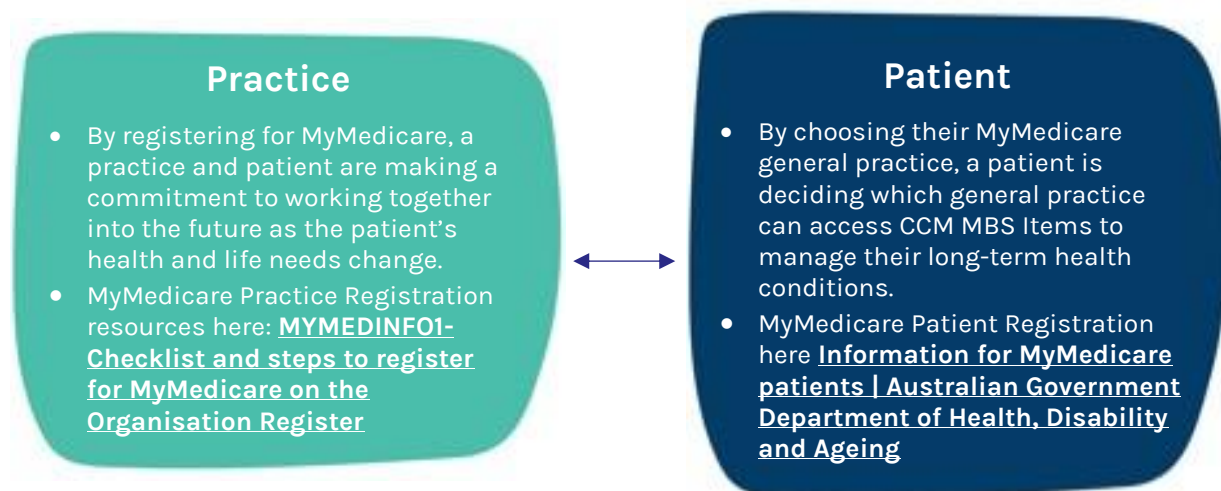 Practice
• By registering for MyMedicare, a
practice and patient are making a
commitment to working together
into the future as the patient's
health and life needs change.
• MyMedicare Practice Registration
resources here: MYMEDINFO1-
Checklist and steps to register
for MyMedicare on the
Organisation Register
Patient
• By choosing their MyMedicare
general practice, a patient is
deciding which general practice
can access CCM MBS Items to
manage their long-term health
conditions.
• MyMedicare Patient Registration
here Information for MyMedicare
patients | Australian Government
Department of Health, Disability
and Ageing